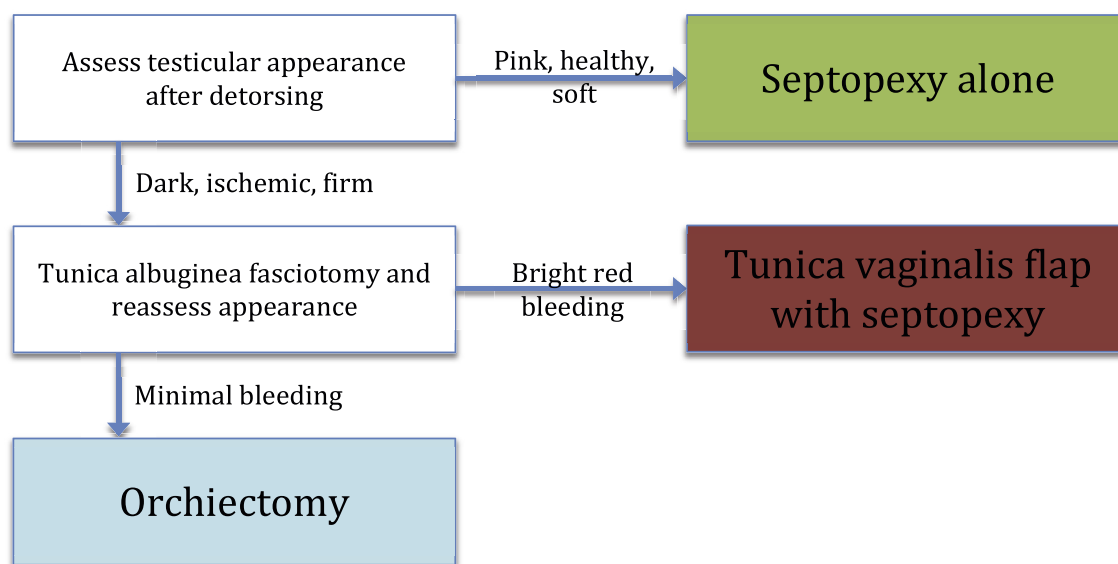 Assess testicular appearance
after detorsing
Pink, healthy,
soft
Septopexy alone
Dark, ischemic, firm
Tunica albuginea fasciotomy and
reassess appearance
Bright red
bleeding
Tunica vaginalis flap
with septopexy
Minimal bleeding
Orchiectomy